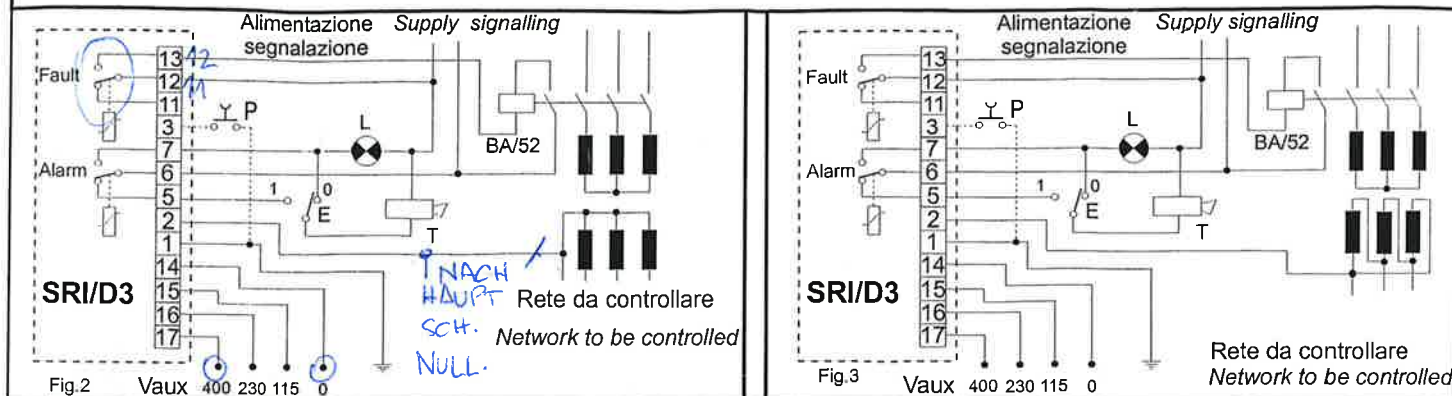 Alimentazione Supply signalling
segnalazione
13 12
Fault
12 11
11
3
P
7
L
BA/52
Alarm
6
5
1
0
E
2
T
1
14
NACH
HAUPT
SCH.
NULL.
SRI/D3
15
16
17
Rete da controllare
Network to be controlled
Fig.2 Vaux 400 230 115 0
Alimentazione Supply signalling
segnalazione
13
Fault
12
11
3
P
7
L
BA/52
Alarm
6
5
1
0
E
2
T
1
14
SRI/D3
15
16
17
Rete da controllare
Network to be controlled
Fig.3 Vaux 400 230 115 0